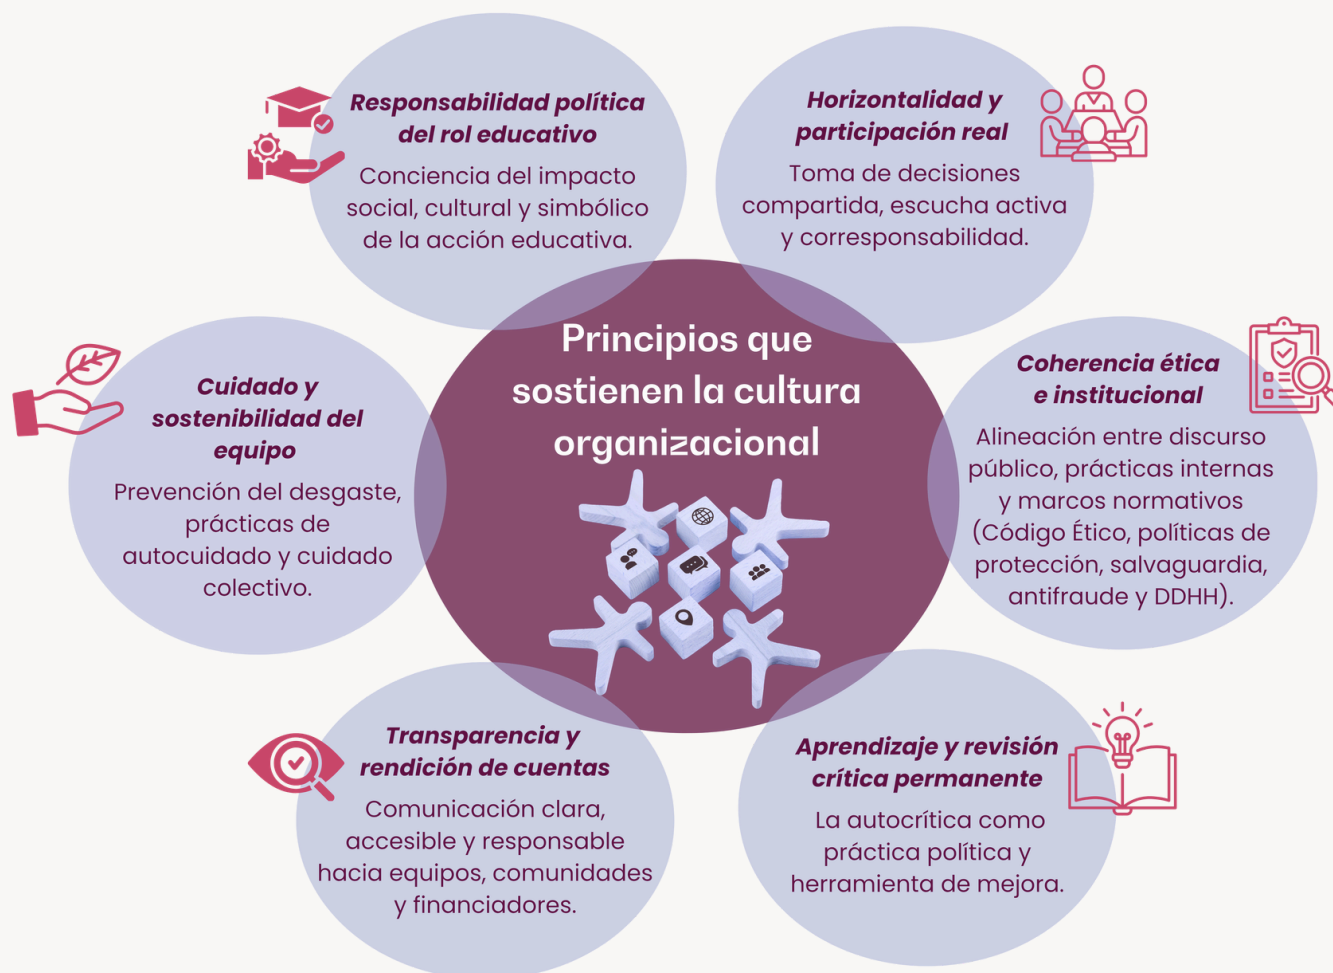 Responsabilidad política
del rol educativo
Conciencia del impacto
social, cultural y simbólico
de la acción educativa.
Horizontalidad y
participación real
Toma de decisiones
compartida, escucha activa
y corresponsabilidad.
Principios que
sostienen la cultura
organizacional
Cuidado y
sostenibilidad del
equipo
Prevención del desgaste,
prácticas de
autocuidado y cuidado
colectivo.
Coherencia ética
e institucional
Alineación entre discurso
público, prácticas internas
y marcos normativos
(Código Ético, políticas de
protección, salvaguardia,
antifraude y DDHH).
Transparencia y
rendición de cuentas
Comunicación clara,
accesible y responsable
hacia equipos, comunidades
y financiadores.
Aprendizaje y revisión
crítica permanente
La autocrítica como
práctica política y
herramienta de mejora.